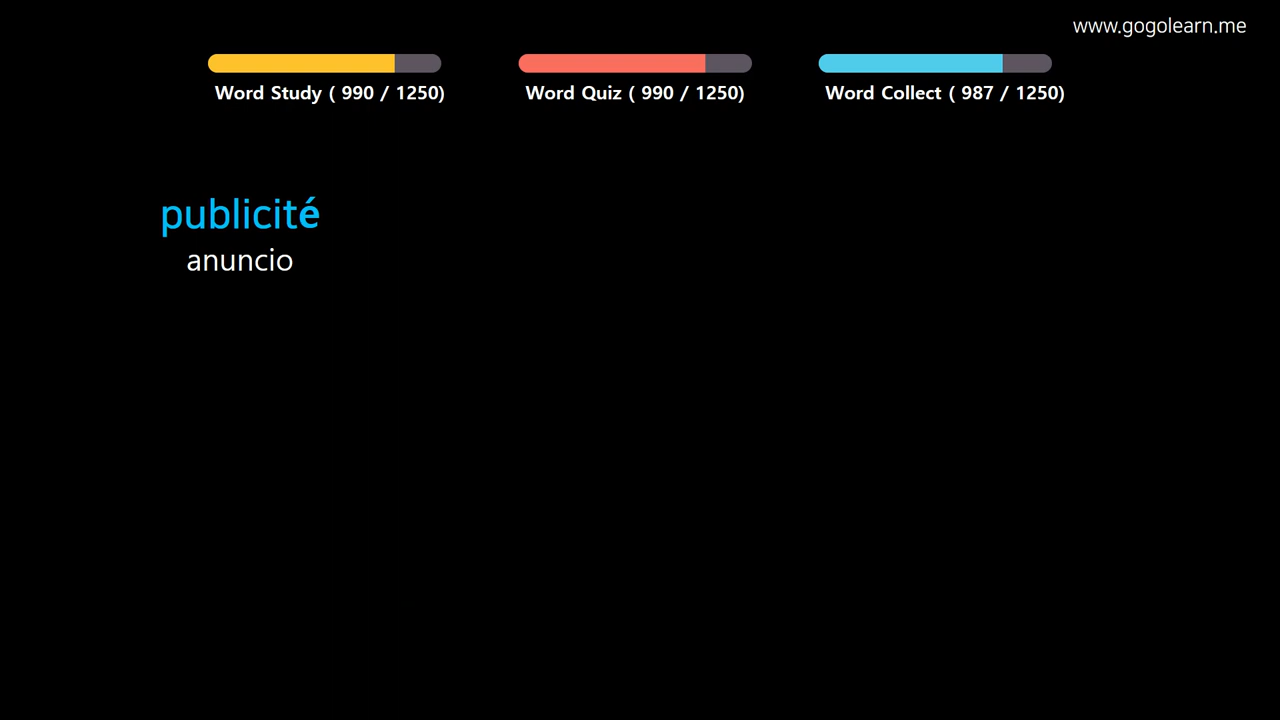 www.gogolearn.me
Word Study ( 990 / 1250)
Word Quiz ( 990 / 1250)
Word Collect ( 987 / 1250)
publicité
anuncio